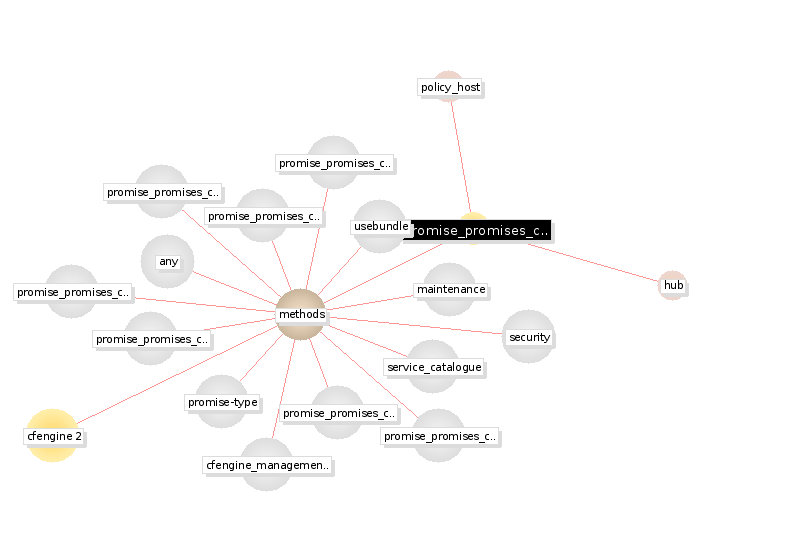 policy_host
promise_promises_c..
promise_promises_c..
promise_promises_c..
usebundle
romise_promises_c..
any
promise_promises_c..
maintenance
hub
methods
promise_promises_c..
security
service_catalogue
promise-type
promise_promises_c..
cfengine 2
promise_promises_c..
cfengine_managemen..